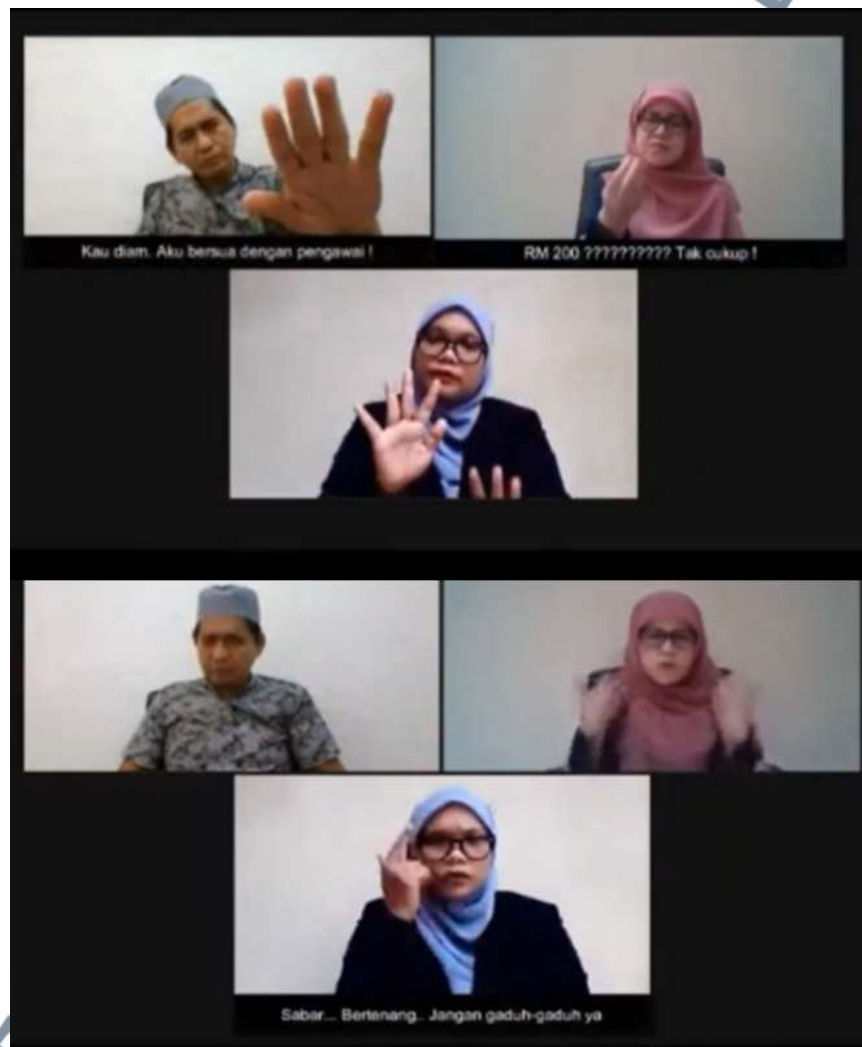 Kau diam. Aku bersua dengan pengawai !
RM 200 ?????????? Tak cukup !
Sabar... Bertenang.. Jangan gaduh-gaduh ya